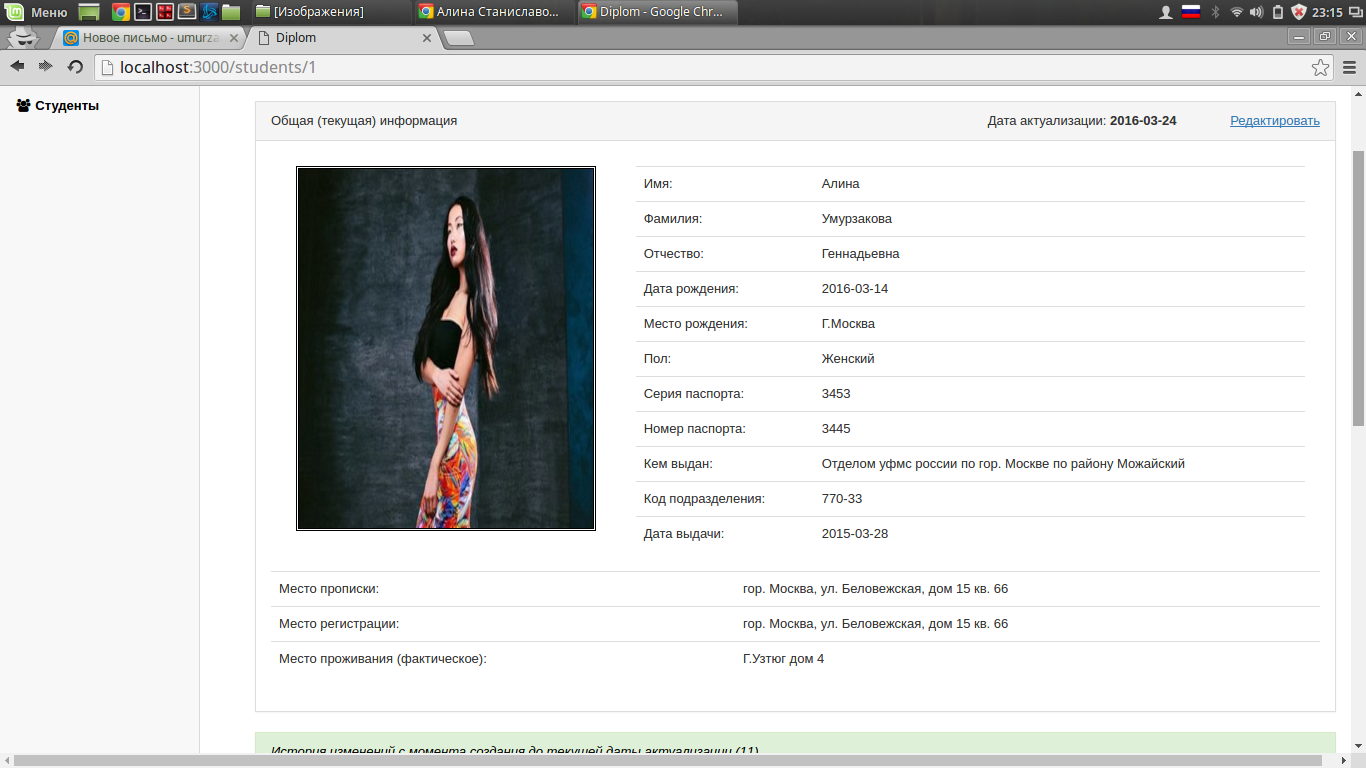 Меню
[Изображения]
Алина Станиславо...
Diplom - Google Chr...
23:15
Новое письмо - umurza
Diplom
localhost:3000/students/1
Студенты
Общая (текущая) информация
Дата актуализации: 2016-03-24
Редактировать
Имя: Алина
Фамилия: Умурзакова
Отчество: Геннадьевна
Дата рождения: 2016-03-14
Место рождения: Г.Москва
Пол: Женский
Серия паспорта: 3453
Номер паспорта: 3445
Кем выдан: Отделом уфмс россии по гор. Москве по району Можайский
Код подразделения: 770-33
Дата выдачи: 2015-03-28
Место прописки: гор. Москва, ул. Беловежская, дом 15 кв. 66
Место регистрации: гор. Москва, ул. Беловежская, дом 15 кв. 66
Место проживания (фактическое): Г.Узтюг дом 4
История изменений с момента создания до текущей даты актуализации (11)